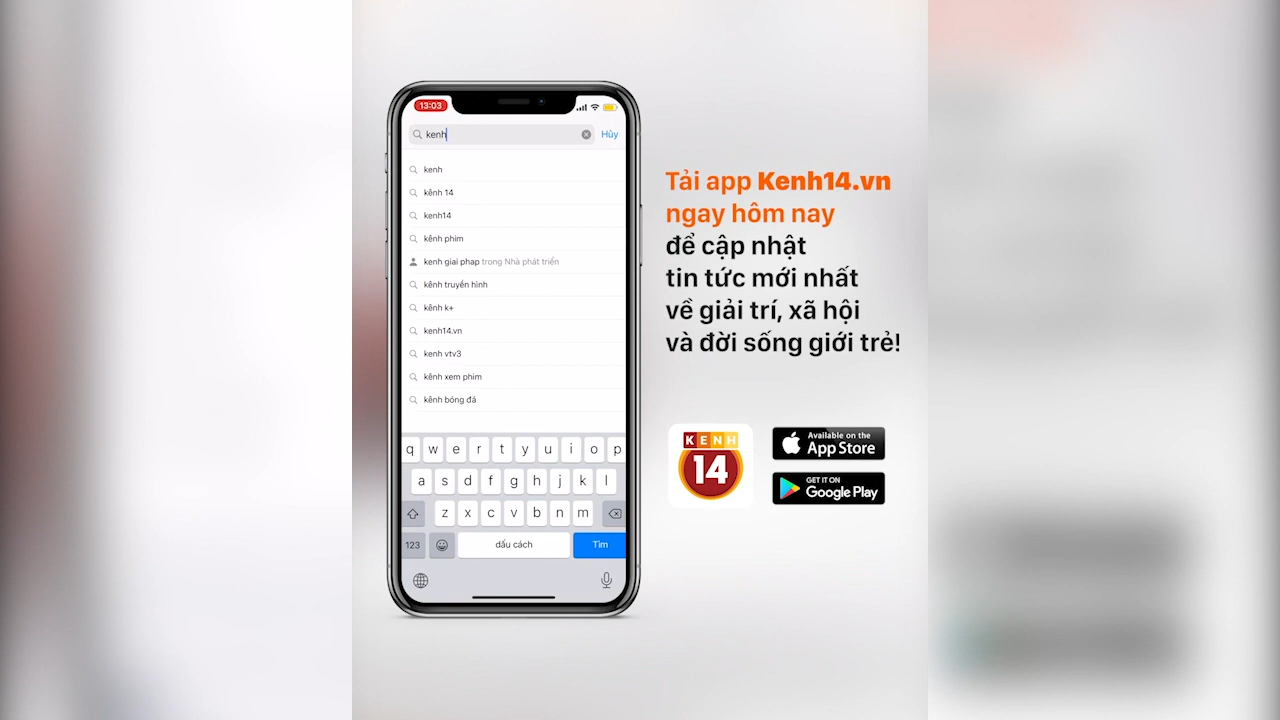 13:03
kenh
Hủy
kenh
kênh 14
kenh14
kênh phim
kenh giai phap trong Nhà phát triển
kênh truyền hình
kênh k+
kenh14.vn
kenh vtv3
kênh xem phim
kênh bóng đá
q w e r t y u i o p
a s d f g h j k l
z x c v b n m
123 dấu cách Tìm
Tải app Kenh14.vn
ngay hôm nay
để cập nhật
tin tức mới nhất
về giải trí, xã hội
và đời sống giới trẻ!
KENH
14
Available on the
App Store
GET IT ON
Google Play